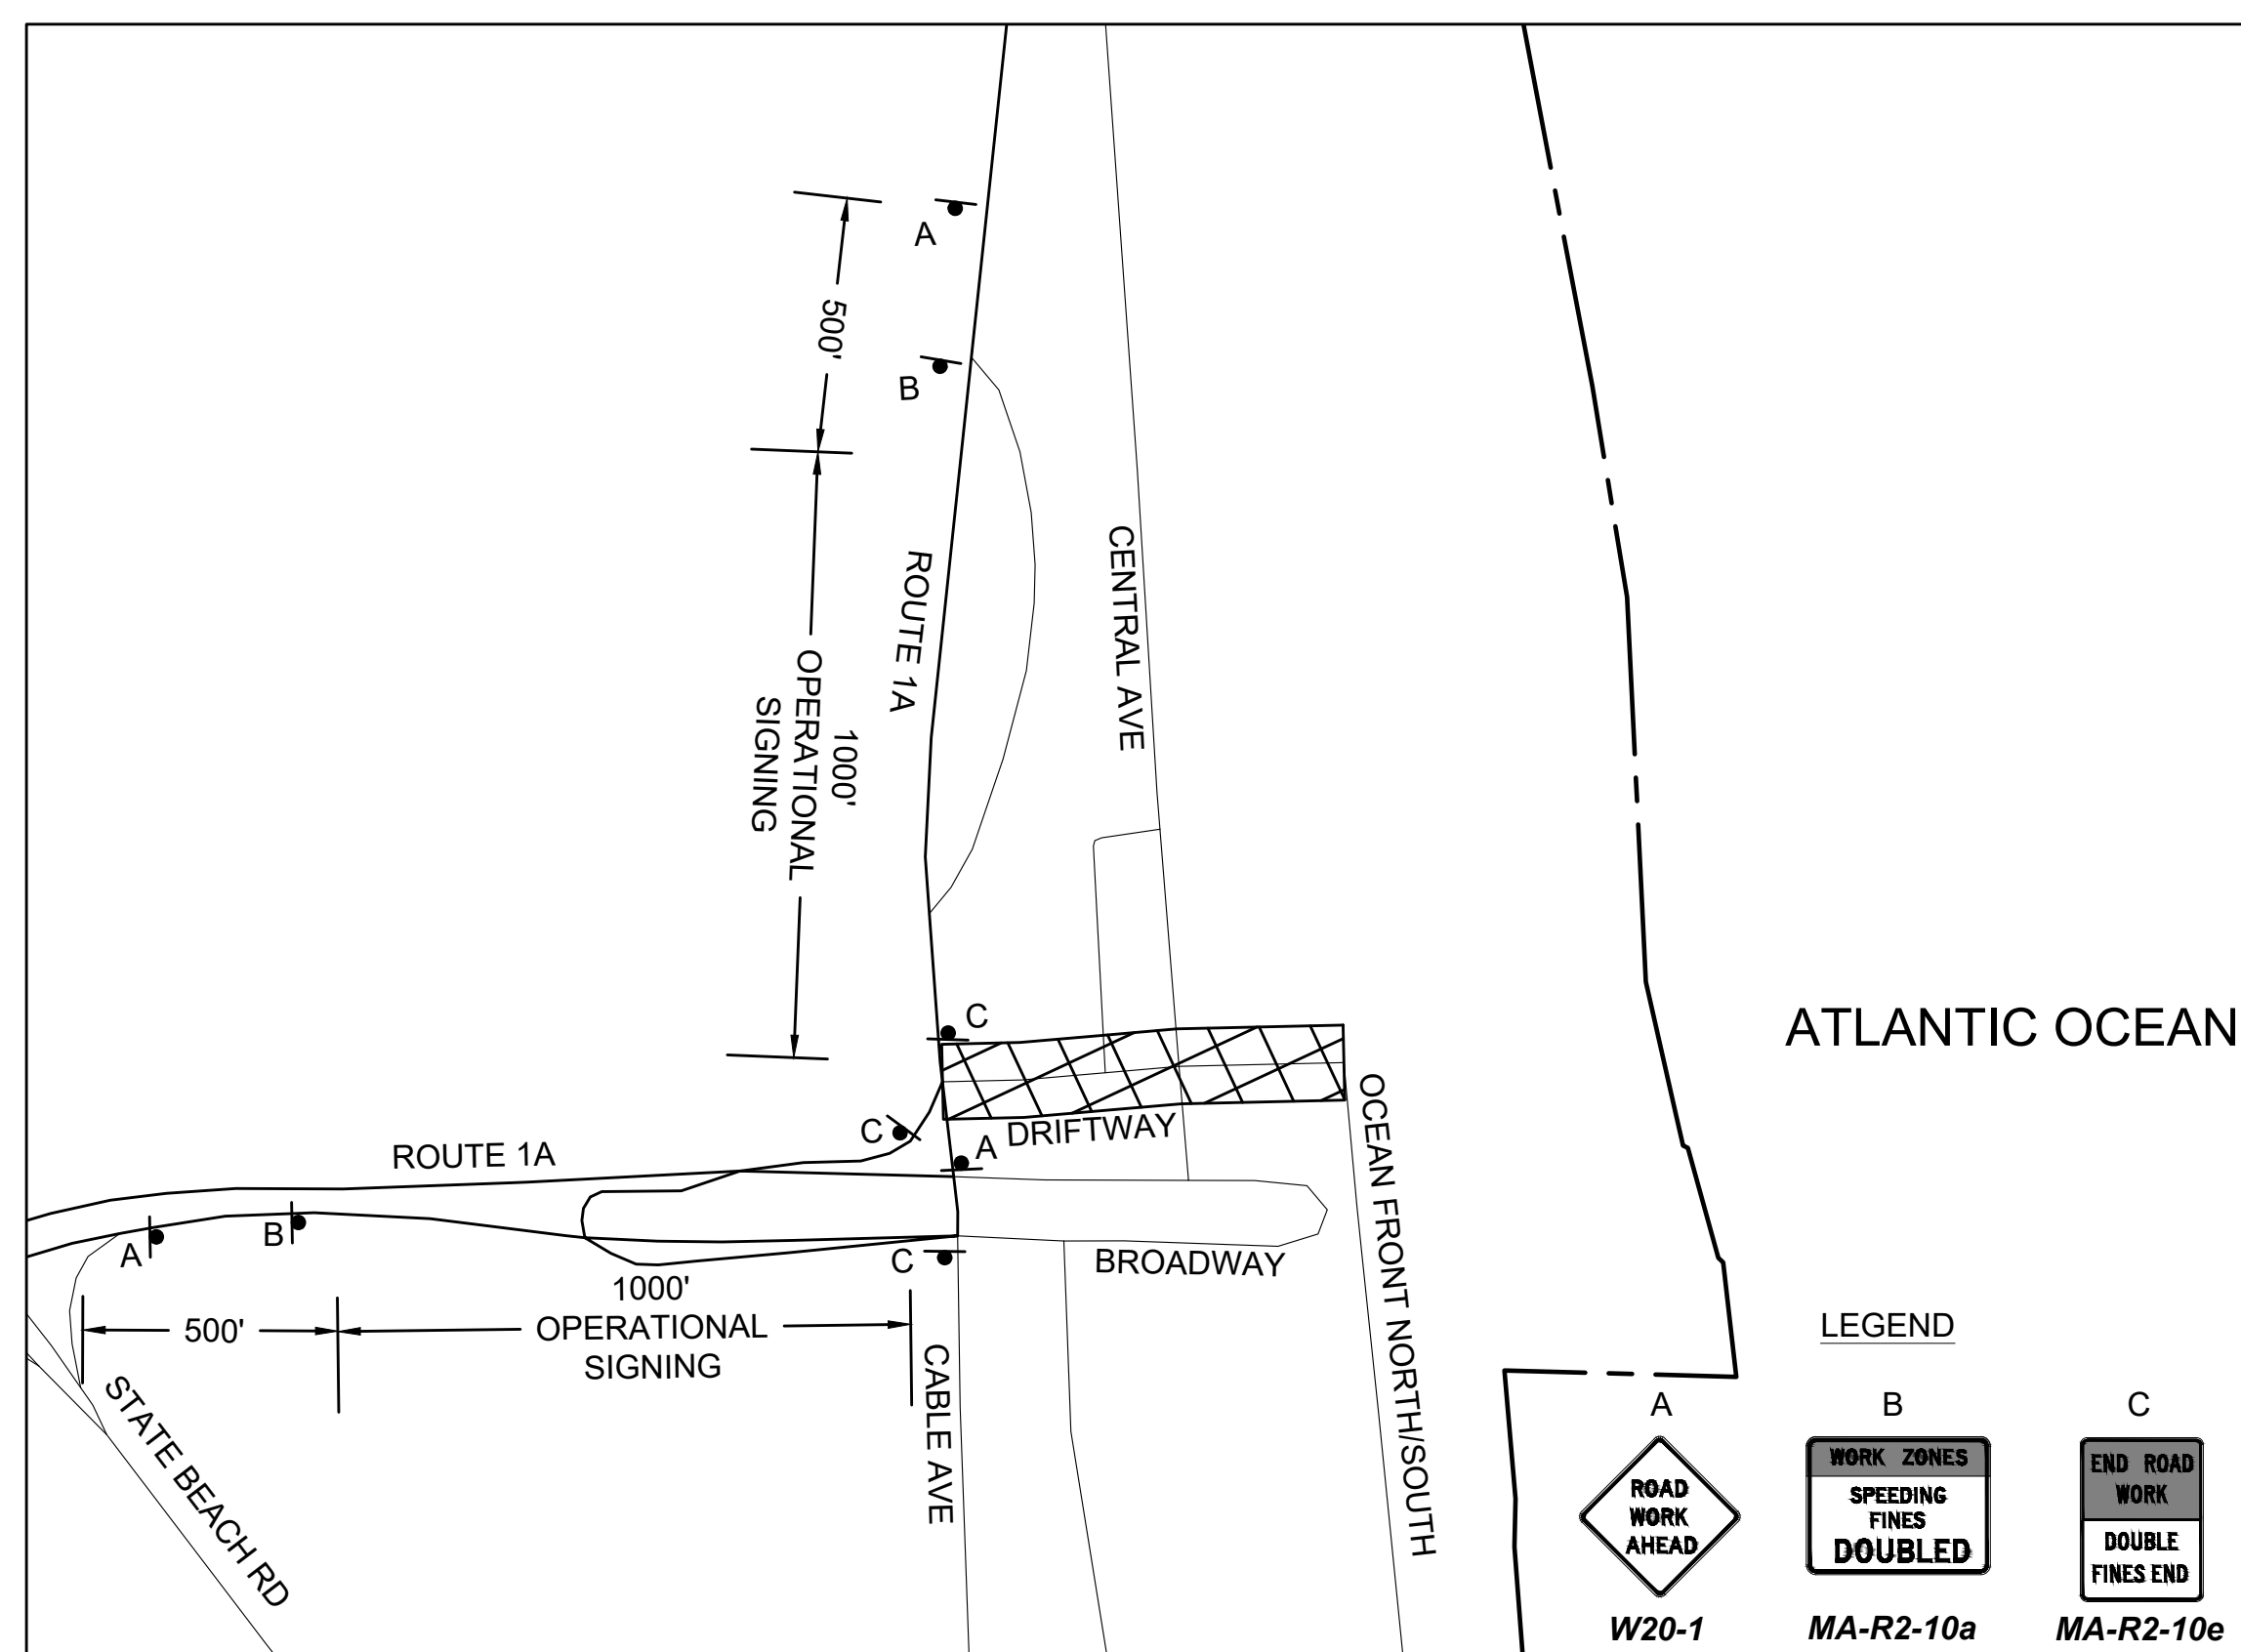 A
500'
B
ROUTE 1A
CENTRAL AVE
1000'
OPERATIONAL
SIGNING
C
ATLANTIC OCEAN
C
A
DRIFTWAY
ROUTE 1A
OCEAN FRONT NORTH/SOUTH
A
B
C
BROADWAY
500'
1000'
OPERATIONAL
SIGNING
CABLE AVE
STATE BEACH RD
LEGEND
A
ROAD
WORK
AHEAD
W20-1
B
WORK ZONES
SPEEDING
FINES
DOUBLED
MA-R2-10a
C
END ROAD
WORK
DOUBLE
FINES END
MA-R2-10e